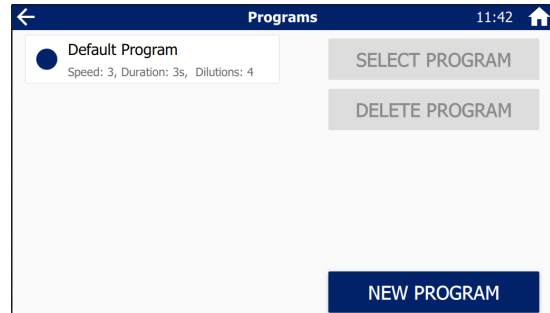 Programs
11:42
Default Program
Speed: 3, Duration: 3s, Dilutions: 4
SELECT PROGRAM
DELETE PROGRAM
NEW PROGRAM